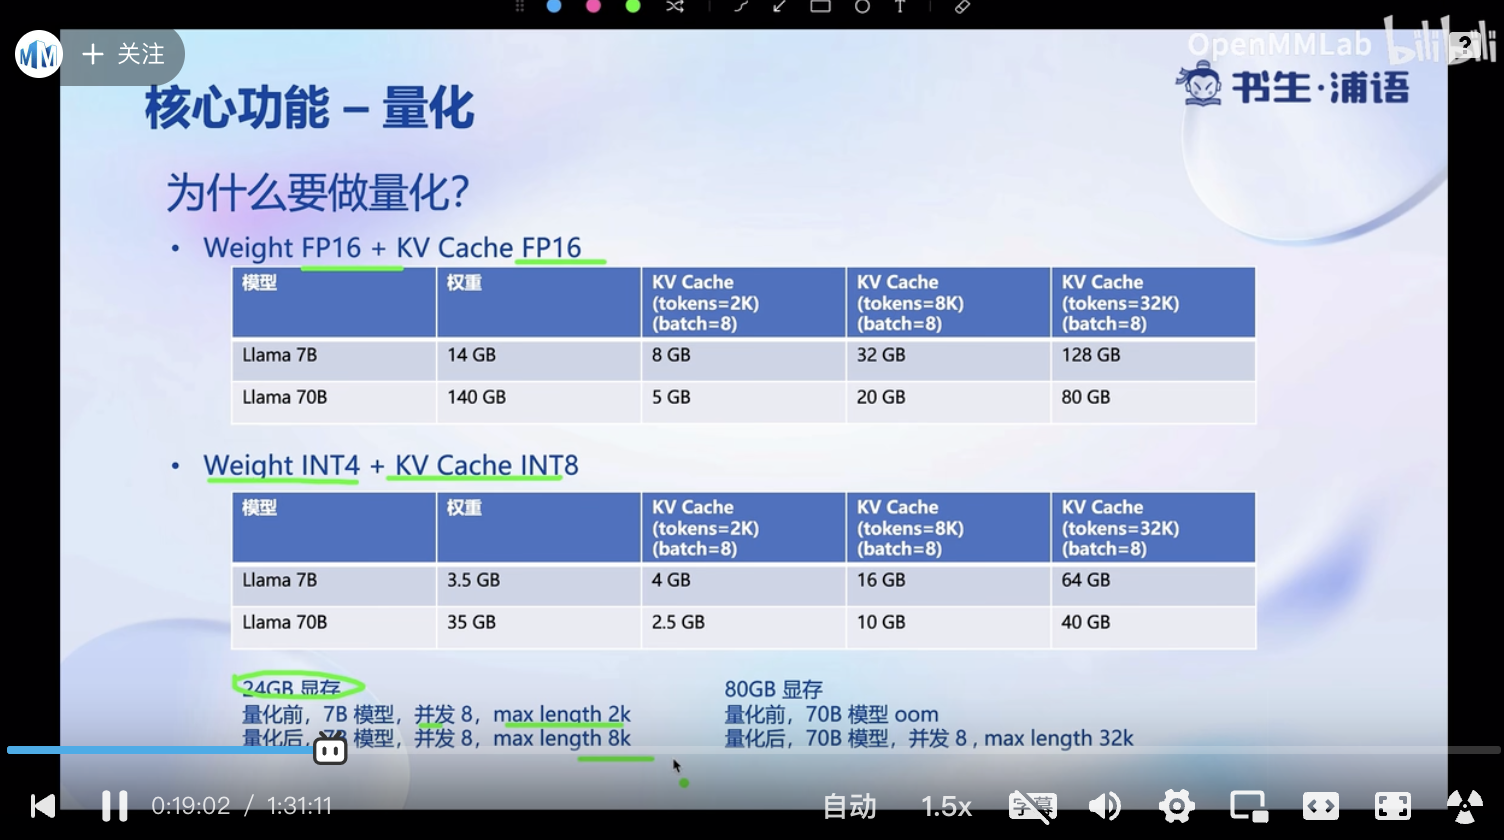 T
OpenMMLab bilibili
?
+ 关注
书生·浦语
核心功能 – 量化
为什么要做量化?
• Weight FP16 + KV Cache FP16
模型 权重 KV Cache (tokens=2K) (batch=8) KV Cache (tokens=8K) (batch=8) KV Cache (tokens=32K) (batch=8)
Llama 7B 14 GB 8 GB 32 GB 128 GB
Llama 70B 140 GB 5 GB 20 GB 80 GB
• Weight INT4 + KV Cache INT8
模型 权重 KV Cache (tokens=2K) (batch=8) KV Cache (tokens=8K) (batch=8) KV Cache (tokens=32K) (batch=8)
Llama 7B 3.5 GB 4 GB 16 GB 64 GB
Llama 70B 35 GB 2.5 GB 10 GB 40 GB
24GB 显存
量化前，7B 模型，并发 8，max length 2k
量化后，7B 模型，并发 8，max length 8k
80GB 显存
量化前，70B 模型 oom
量化后，70B 模型，并发 8 , max length 32k
0:19:02 / 1:31:11 自动 1.5x 字幕